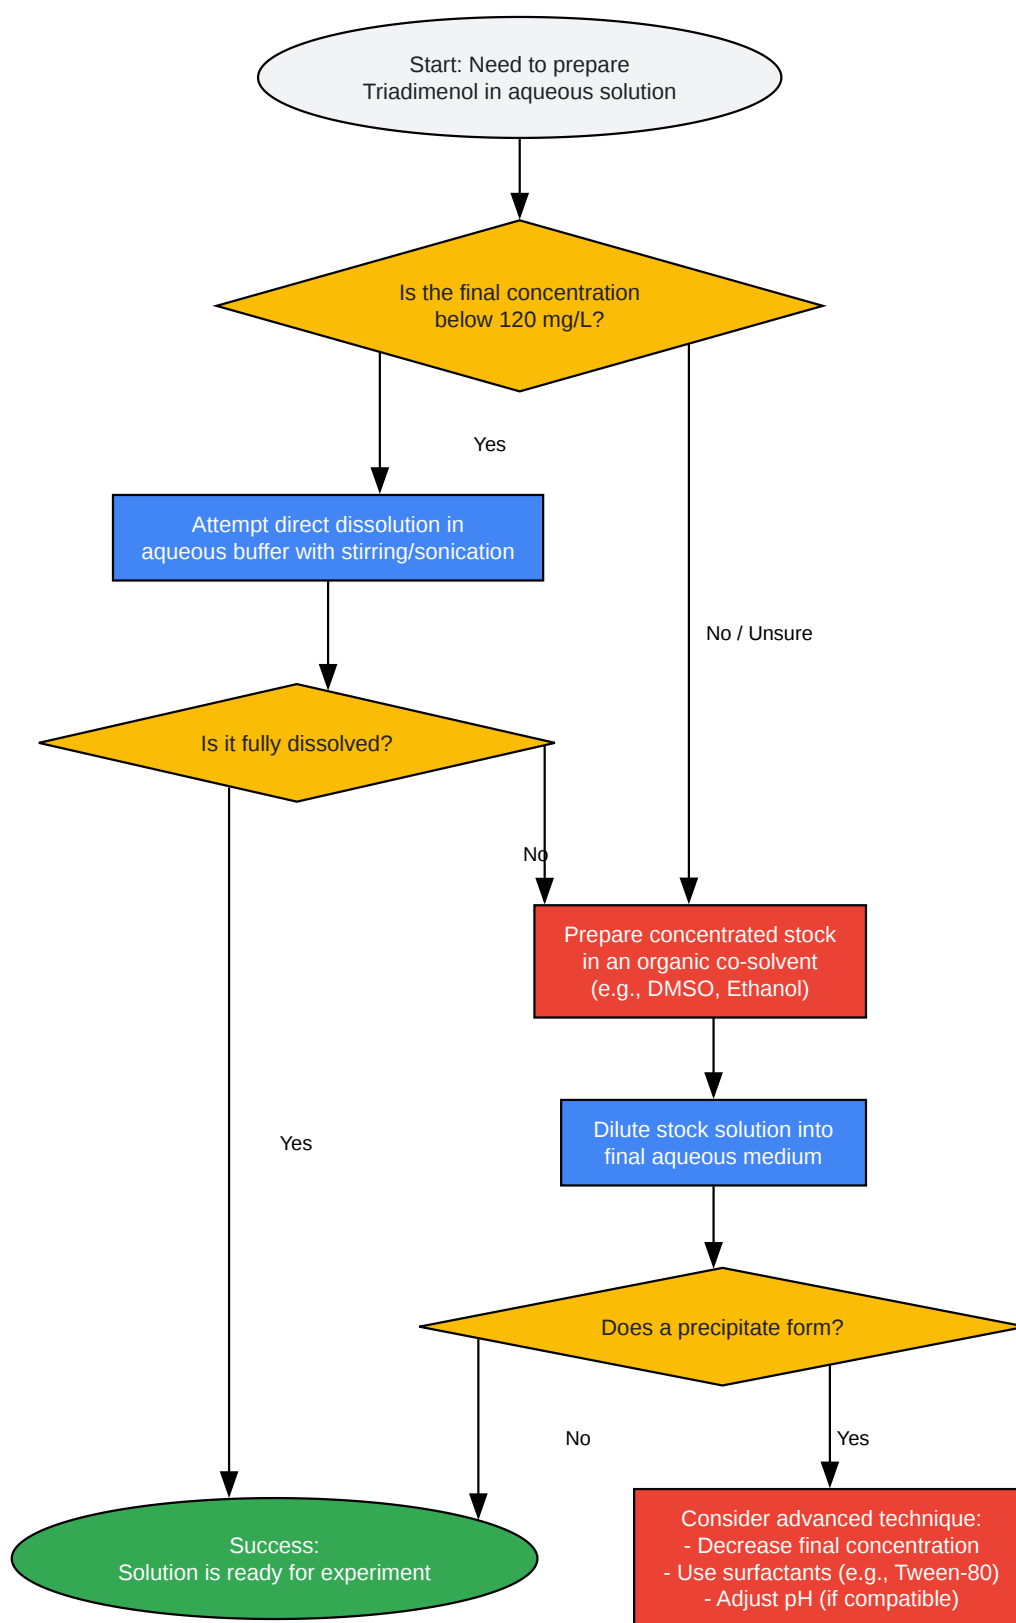 Start: Need to prepare
Triadimenol in aqueous solution
Is the final concentration
below 120 mg/L?
Yes
Attempt direct dissolution in
aqueous buffer with stirring/sonication
No / Unsure
Is it fully dissolved?
No
Prepare concentrated stock
in an organic co-solvent
(e.g., DMSO, Ethanol)
Dilute stock solution into
final aqueous medium
Yes
Does a precipitate form?
No
Yes
Success:
Solution is ready for experiment
Consider advanced technique:
- Decrease final concentration
- Use surfactants (e.g., Tween-80)
- Adjust pH (if compatible)